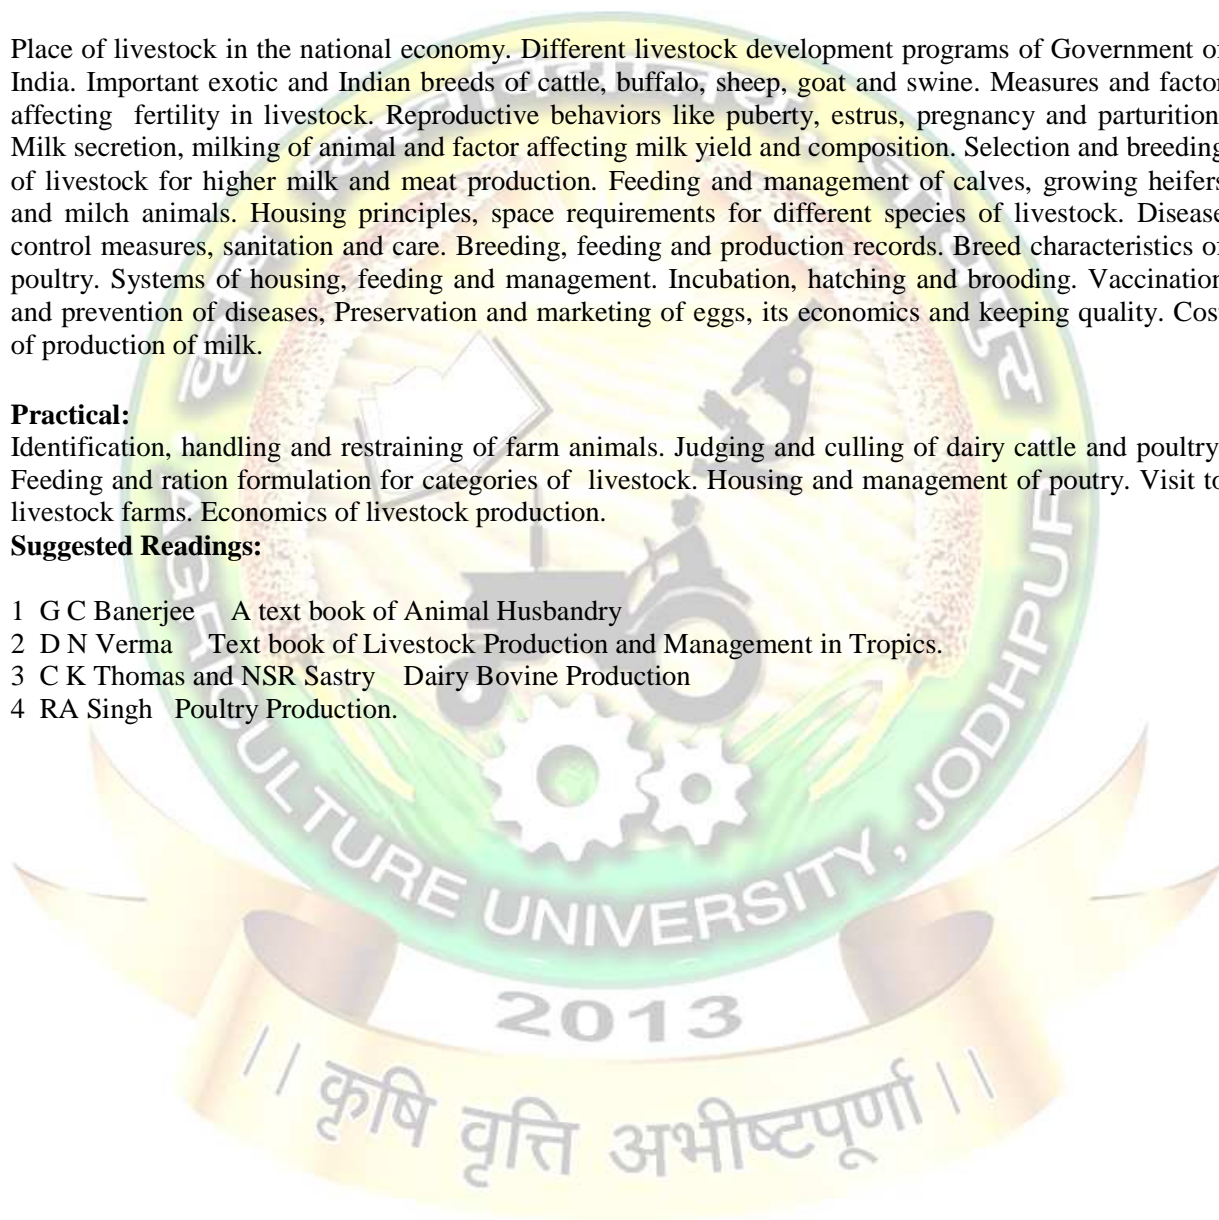 Place of livestock in the national economy. Different livestock development programs of Government of
India. Important exotic and Indian breeds of cattle, buffalo, sheep, goat and swine. Measures and factor
affecting fertility in livestock. Reproductive behaviors like puberty, estrus, pregnancy and parturition
Milk secretion, milking of animal and factor affecting milk yield and composition. Selection and breeding
of livestock for higher milk and meat production. Feeding and management of calves, growing heifers
and milch animals. Housing principles, space requirements for different species of livestock. Disease
control measures, sanitation and care. Breeding, feeding and production records. Breed characteristics of
poultry. Systems of housing, feeding and management. Incubation, hatching and brooding. Vaccination
and prevention of diseases, Preservation and marketing of eggs, its economics and keeping quality. Cost
of production of milk.
Practical:
Identification, handling and restraining of farm animals. Judging and culling of dairy cattle and poultry
Feeding and ration formulation for categories of livestock. Housing and management of poutry. Visit to
livestock farms. Economics of livestock production.
Suggested Readings:
1 G C Banerjee A text book of Animal Husbandry
2 D N Verma Text book of Livestock Production and Management in Tropics.
3 C K Thomas and NSR Sastry Dairy Bovine Production
4 RA Singh Poultry Production.
AGRICULTURE UNIVERSITY, JODHPUR
2013
|| कृषि वृत्ति अभीष्टपूर्णा ||